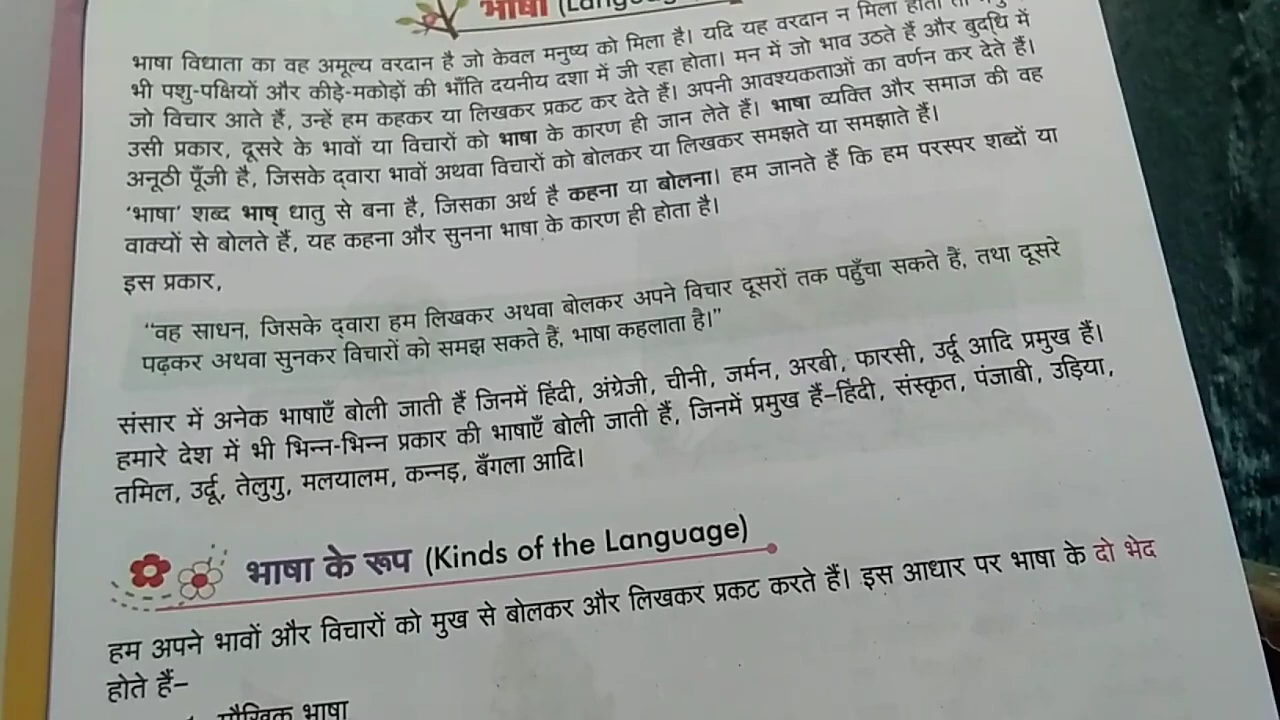 भाषा
भाषा विधाता का वह अमूल्य वरदान है जो केवल मनुष्य को मिला है। यदि यह वरदान न मिला होता
भी पशु-पक्षियों और कीड़े-मकोड़ों की भाँति दयनीय दशा में जी रहा होता। मन में जो भाव उठते हैं और बुद्धि में
जो विचार आते हैं, उन्हें हम कहकर या लिखकर प्रकट कर देते हैं। अपनी आवश्यकताओं का वर्णन कर देते हैं।
उसी प्रकार, दूसरे के भावों या विचारों को भाषा के कारण ही जान लेते हैं। भाषा व्यक्ति और समाज की वह
अनूठी पूँजी है, जिसके द्वारा भावों अथवा विचारों को बोलकर या लिखकर समझते या समझाते हैं।
'भाषा' शब्द भाष् धातु से बना है, जिसका अर्थ है कहना या बोलना। हम जानते हैं कि हम परस्पर शब्दों या
वाक्यों से बोलते हैं, यह कहना और सुनना भाषा के कारण ही होता है।
इस प्रकार,
"वह साधन, जिसके द्वारा हम लिखकर अथवा बोलकर अपने विचार दूसरों तक पहुँचा सकते हैं, तथा दूसरे
पढ़कर अथवा सुनकर विचारों को समझ सकते हैं, भाषा कहलाता है।"
संसार में अनेक भाषाएँ बोली जाती हैं जिनमें हिंदी, अंग्रेजी, चीनी, जर्मन, अरबी, फारसी, उर्दू आदि प्रमुख हैं।
हमारे देश में भी भिन्न-भिन्न प्रकार की भाषाएँ बोली जाती हैं, जिनमें प्रमुख हैं–हिंदी, संस्कृत, पंजाबी, उड़िया,
तमिल, उर्दू, तेलुगु, मलयालम, कन्नड़, बँगला आदि।
भाषा के रूप (Kinds of the Language)
हम अपने भावों और विचारों को मुख से बोलकर और लिखकर प्रकट करते हैं। इस आधार पर भाषा के दो भेद
होते हैं–
मौखिक भाषा